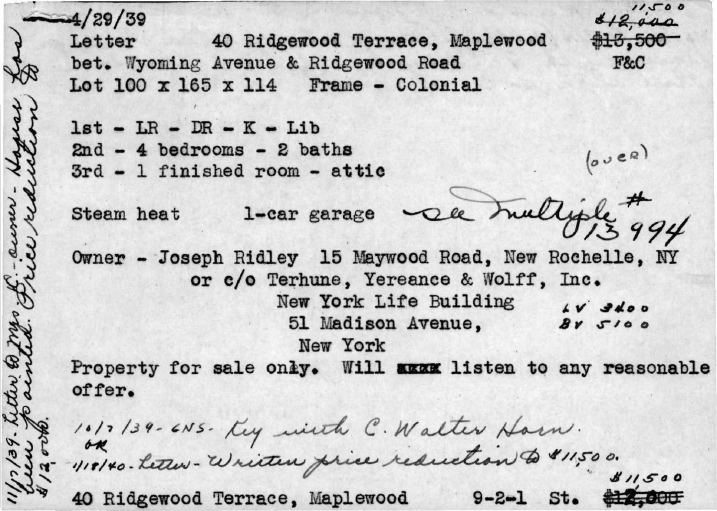 11500
4/29/39 $12,000
Letter 40 Ridgewood Terrace, Maplewood $13,500
bet. Wyoming Avenue & Ridgewood Road F&C
Lot 100 x 165 x 114 Frame - Colonial
1st - LR - DR - K - Lib
2nd - 4 bedrooms - 2 baths
(over)
3rd - 1 finished room - attic
Steam heat 1-car garage see multiple #
13994
Owner - Joseph Ridley 15 Maywood Road, New Rochelle, NY
or c/o Terhune, Yereance & Wolff, Inc.
New York Life Building LV 3400
51 Madison Avenue, BV 5100
New York
Property for sale only. Will listen to any reasonable
offer.
10/7/39 - GNS - Key with C. Walter Horn.
OR
1/18/40 - Letter - Written price reduction to $11,500.
$11,500
40 Ridgewood Terrace, Maplewood 9-2-1 St. $12,000
11/7/39 - Letter to Mrs R. - owner - House has
been painted. Price reduction to
$12,000.